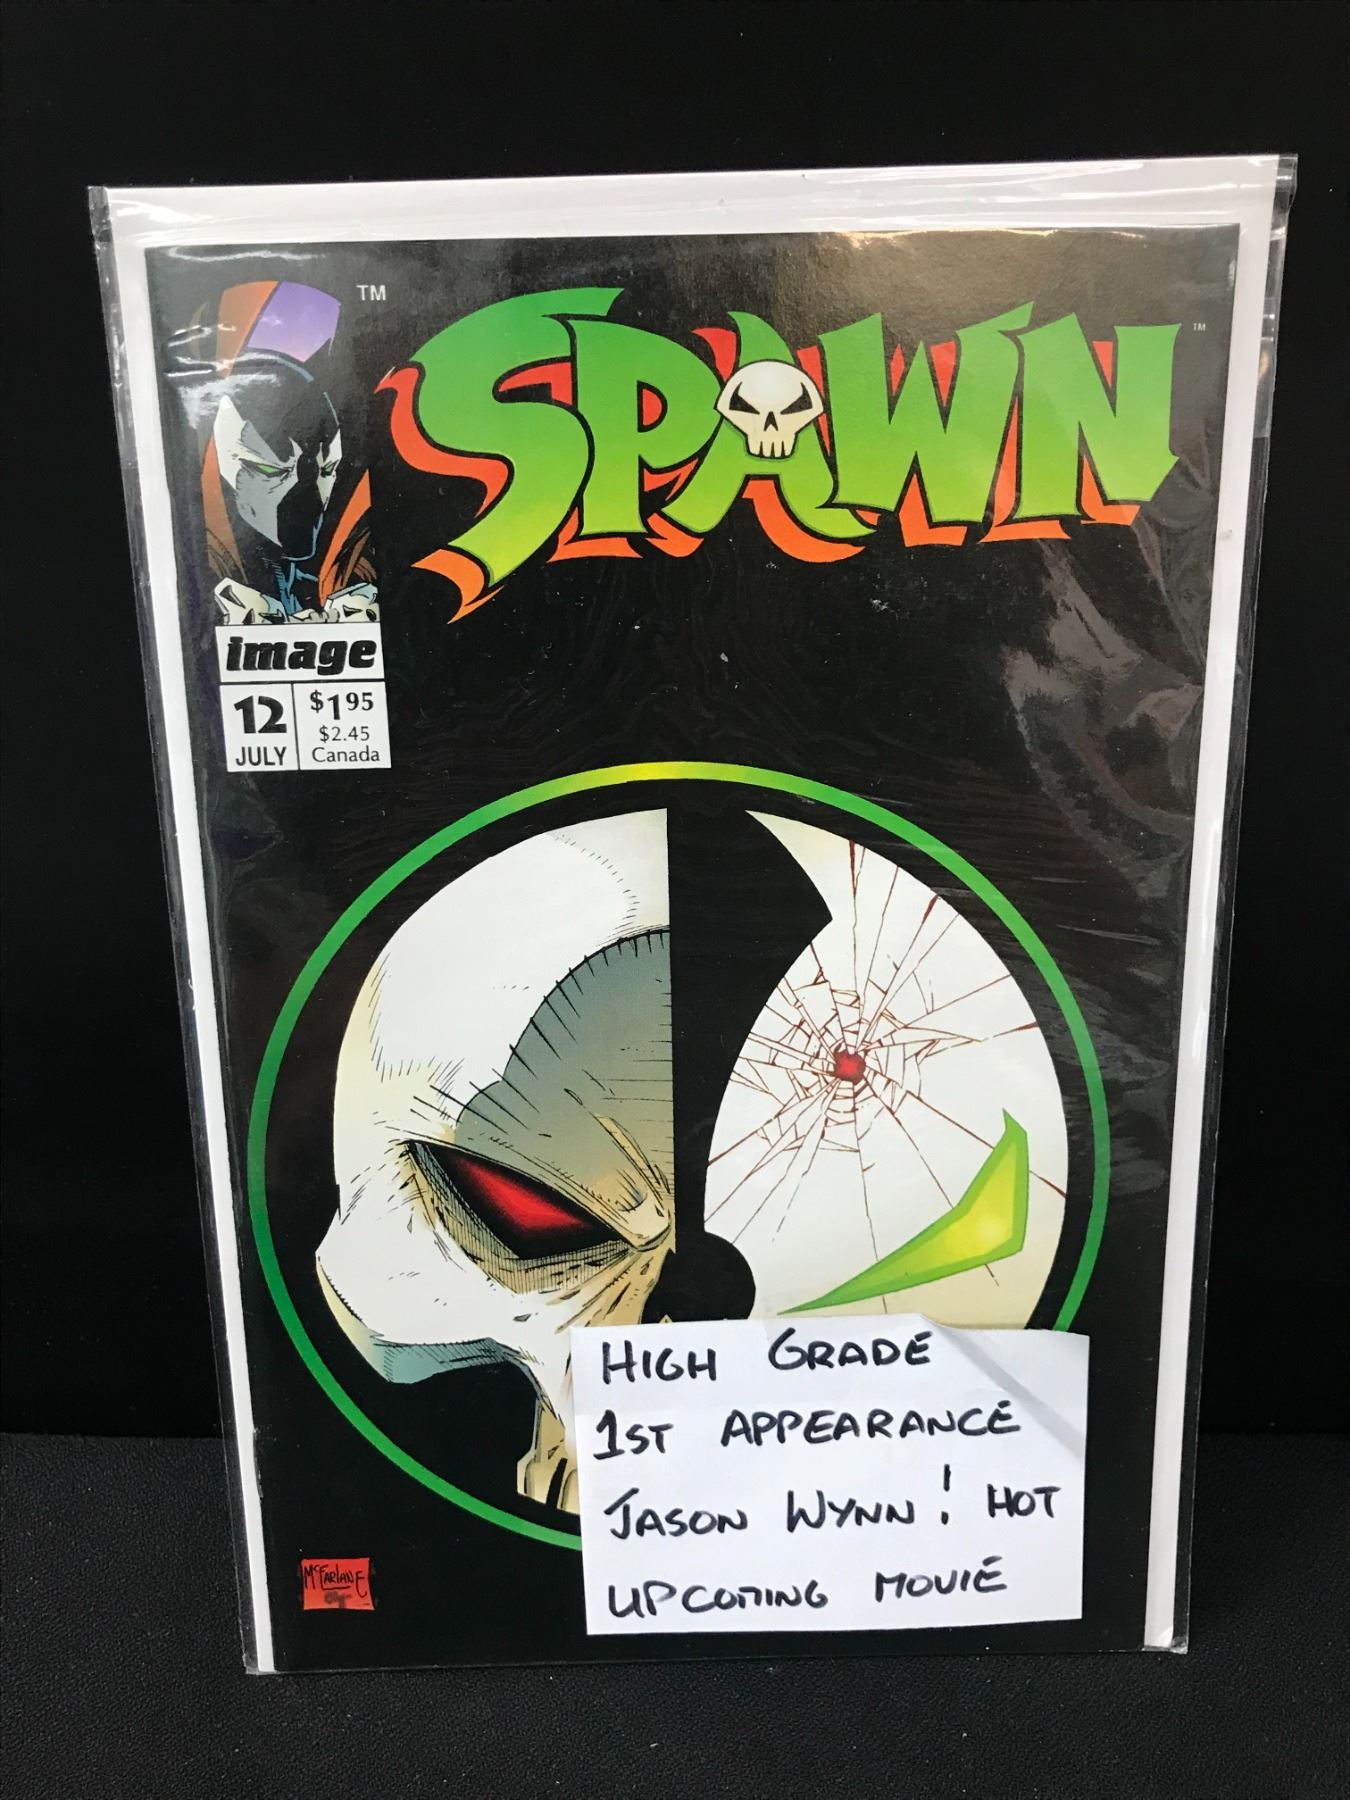 TM
SPAWN
TM
image
12
JULY
$1.95
$2.45
Canada
McFARLANE
HIGH GRADE
1ST APPEARANCE
JASON WYNN! HOT
UPCOMING MOVIE